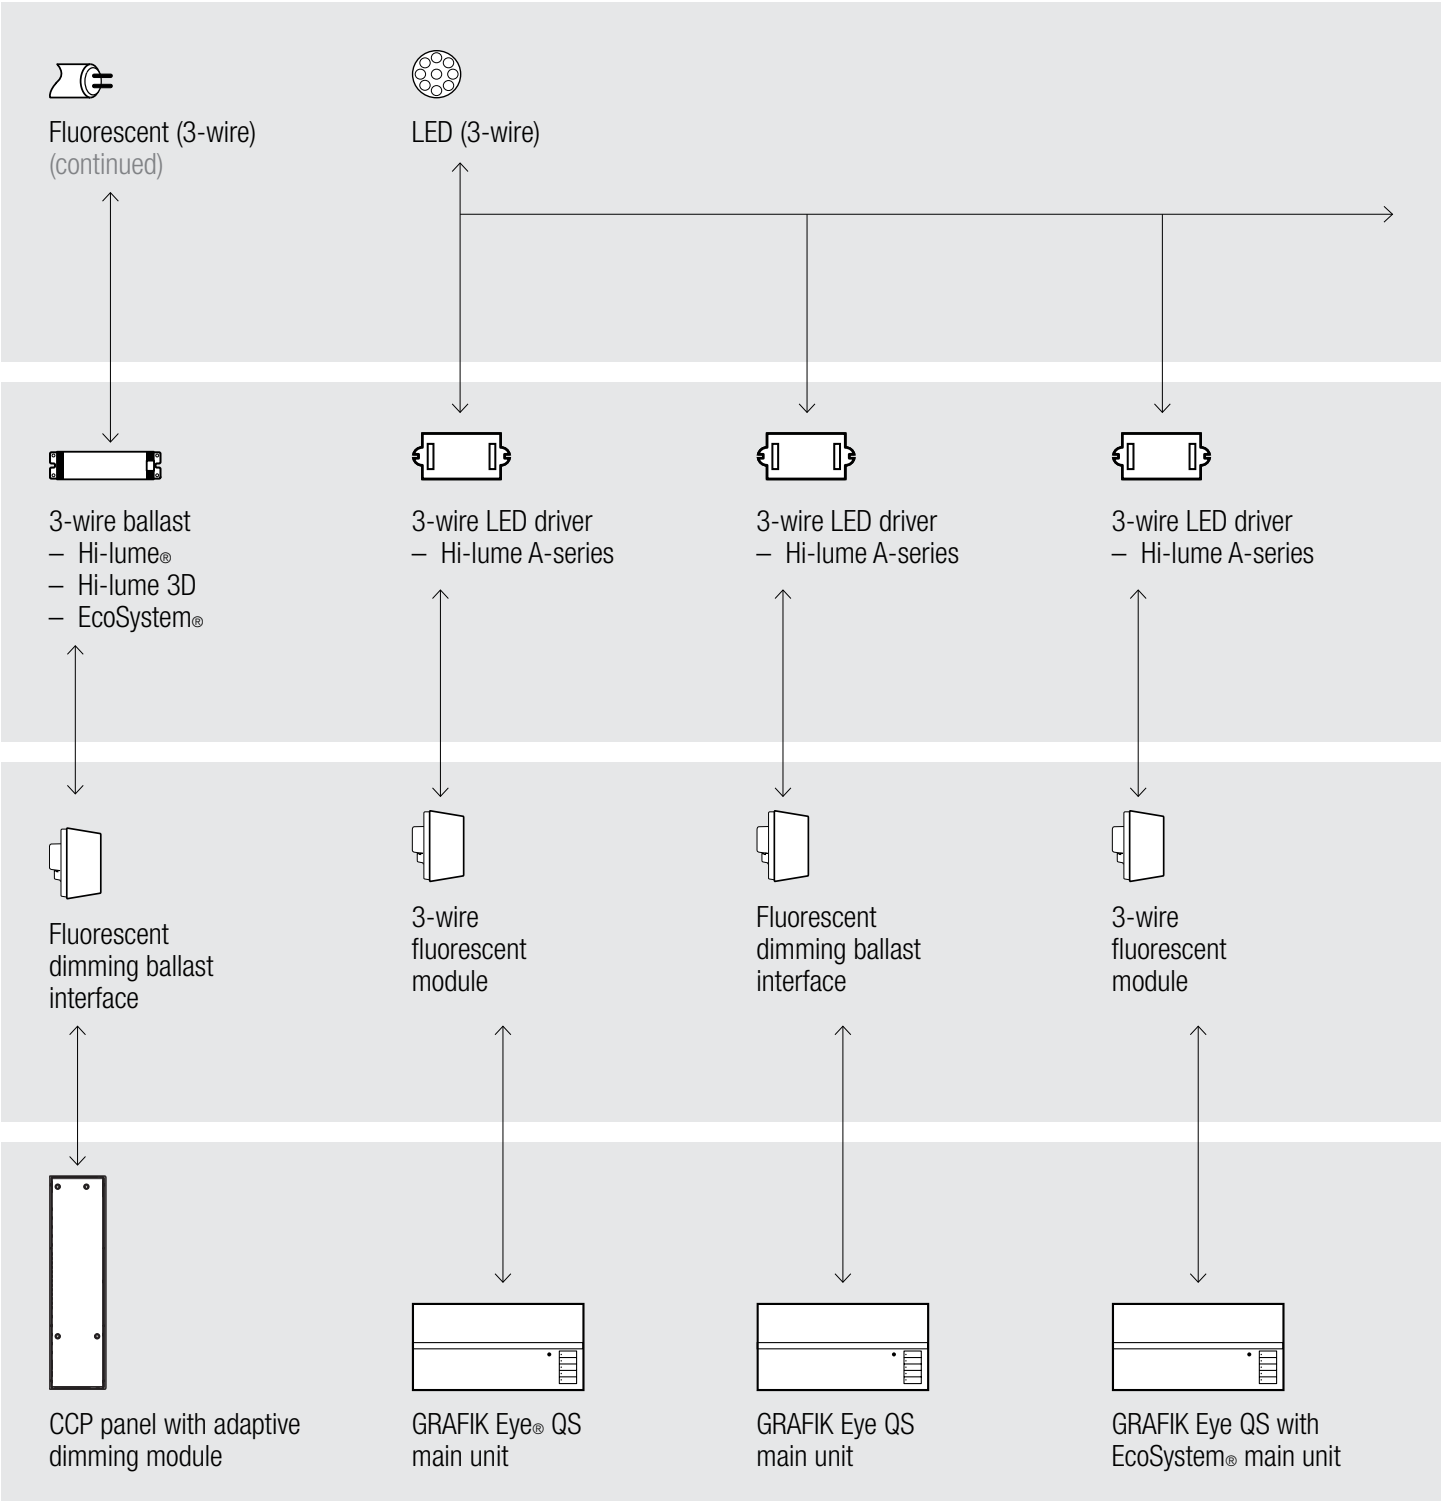 Fluorescent (3-wire)
(continued)
LED (3-wire)
3-wire ballast
– Hi-lume®
– Hi-lume 3D
– EcoSystem®
3-wire LED driver
– Hi-lume A-series
3-wire LED driver
– Hi-lume A-series
3-wire LED driver
– Hi-lume A-series
Fluorescent
dimming ballast
interface
3-wire
fluorescent
module
Fluorescent
dimming ballast
interface
3-wire
fluorescent
module
CCP panel with adaptive
dimming module
GRAFIK Eye® QS
main unit
GRAFIK Eye QS
main unit
GRAFIK Eye QS with
EcoSystem® main unit